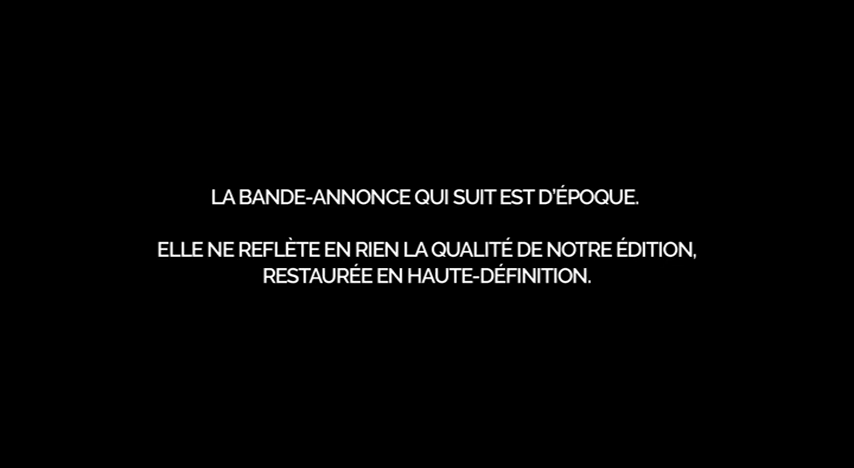 LA BANDE-ANNONCE QUI SUIT EST D'ÉPOQUE.
ELLE NE REFLÈTE EN RIEN LA QUALITÉ DE NOTRE ÉDITION,
RESTAURÉE EN HAUTE-DÉFINITION.